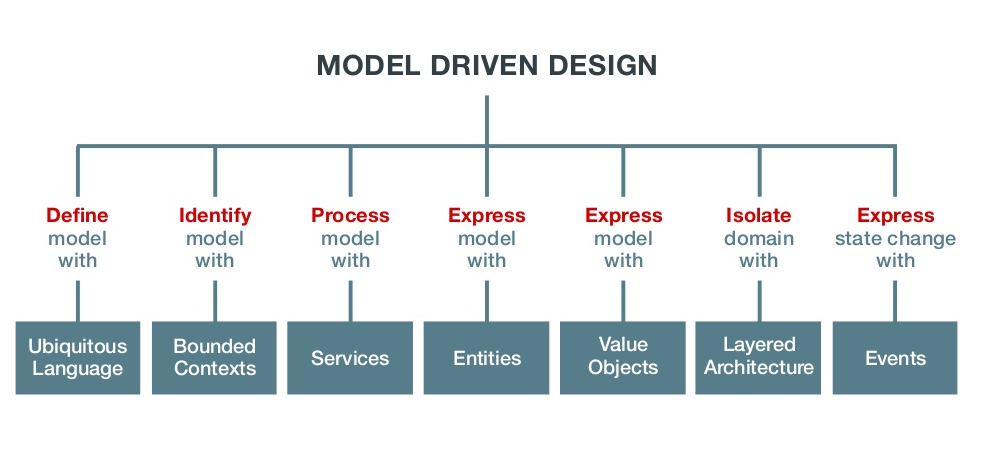 MODEL DRIVEN DESIGN
Define
model
with
Ubiquitous
Language
Identify
model
with
Bounded
Contexts
Process
model
with
Services
Express
model
with
Entities
Express
model
with
Value
Objects
Isolate
domain
with
Layered
Architecture
Express
state change
with
Events